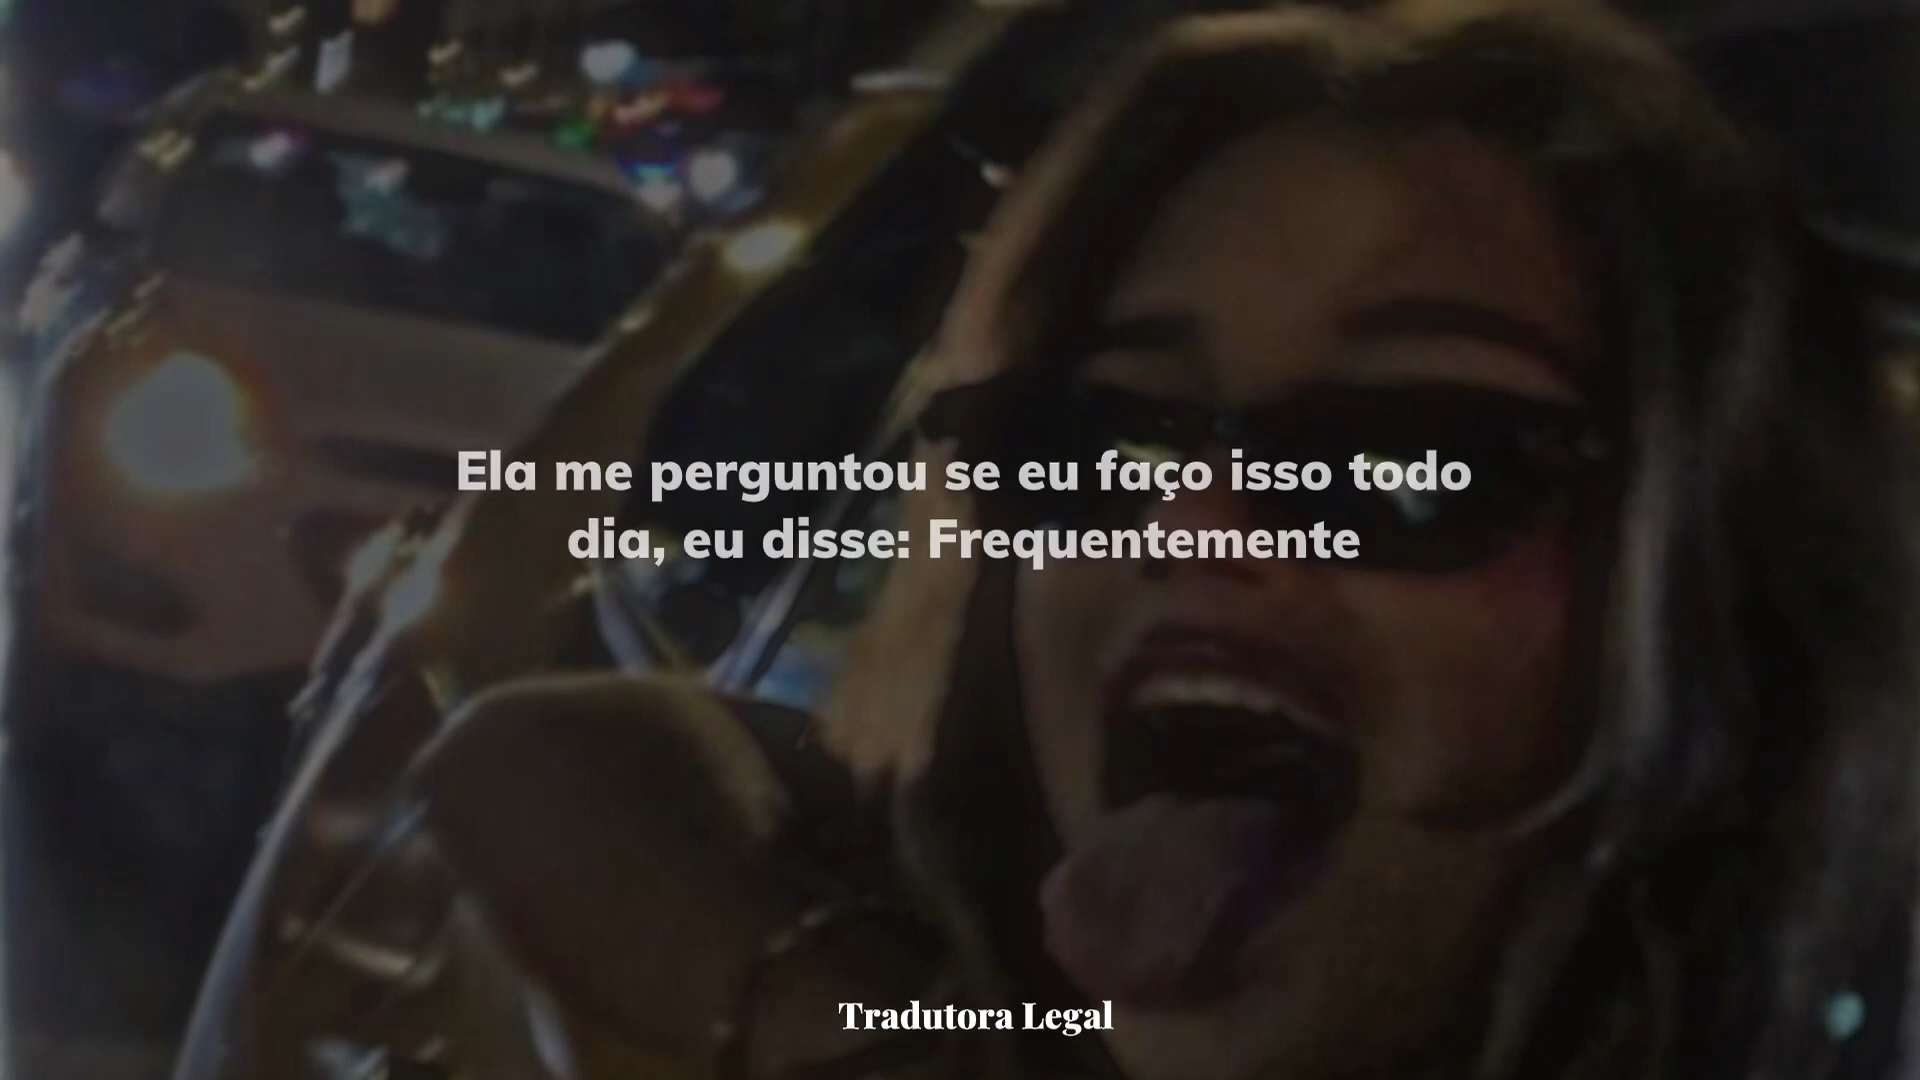 Ela me perguntou se eu faço isso todo
dia, eu disse: Frequentemente
Tradutora Legal